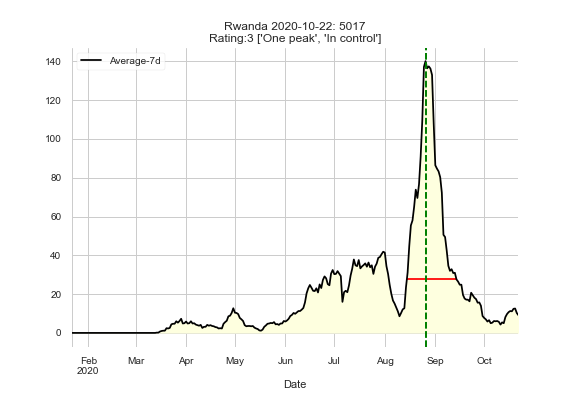 Rwanda 2020-10-22: 5017
Rating:3 ['One peak', 'In control']
Average-7d
140
120
100
80
60
40
20
0
Feb Mar Apr May Jun Jul Aug Sep Oct
2020
Date